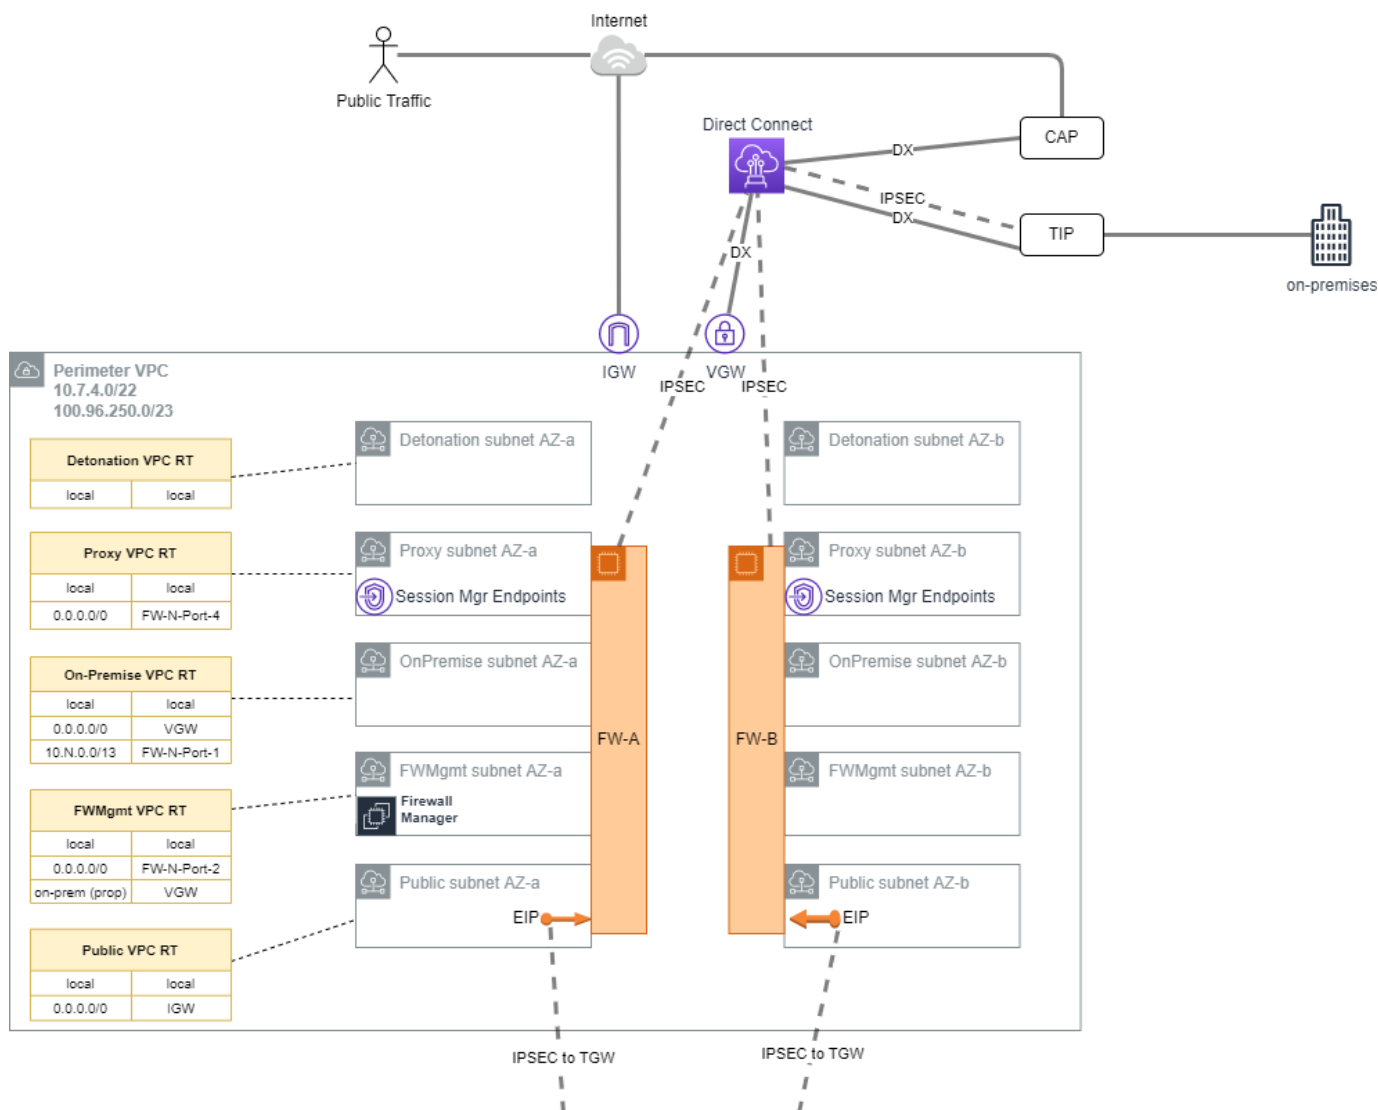 Internet
Public Traffic
Direct Connect
DX
CAP
IPSEC
DX
TIP
DX
on-premises
IGW
VGW
IPSEC
IPSEC
Perimeter VPC
10.7.4.0/22
100.96.250.0/23
Detonation VPC RT
local local
Proxy VPC RT
local local
0.0.0.0/0 FW-N-Port-4
On-Premise VPC RT
local local
0.0.0.0/0 VGW
10.N.0.0/13 FW-N-Port-1
FWMgmt VPC RT
local local
0.0.0.0/0 FW-N-Port-2
on-prem (prop) VGW
Public VPC RT
local local
0.0.0.0/0 IGW
Detonation subnet AZ-a
Proxy subnet AZ-a
Session Mgr Endpoints
OnPremise subnet AZ-a
FWMgmt subnet AZ-a
Firewall
Manager
Public subnet AZ-a
EIP
FW-A
FW-B
Detonation subnet AZ-b
Proxy subnet AZ-b
Session Mgr Endpoints
OnPremise subnet AZ-b
FWMgmt subnet AZ-b
Public subnet AZ-b
EIP
IPSEC to TGW
IPSEC to TGW